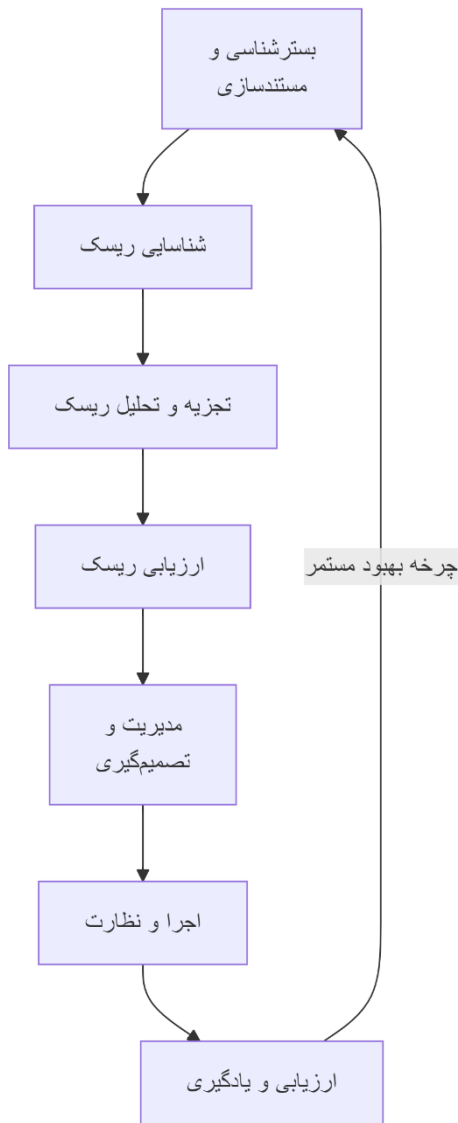 بسترشناسی و
مستندسازی
شناسایی ریسک
تجزیه و تحلیل ریسک
ارزیابی ریسک
چرخه بهبود مستمر
مدیریت و
تصمیم‌گیری
اجرا و نظارت
ارزیابی و یادگیری